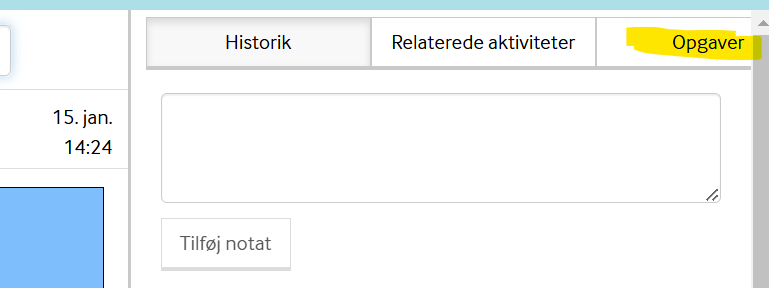 Historik
Relaterede aktiviteter
Opgaver
15. jan.
14:24
Tilføj notat